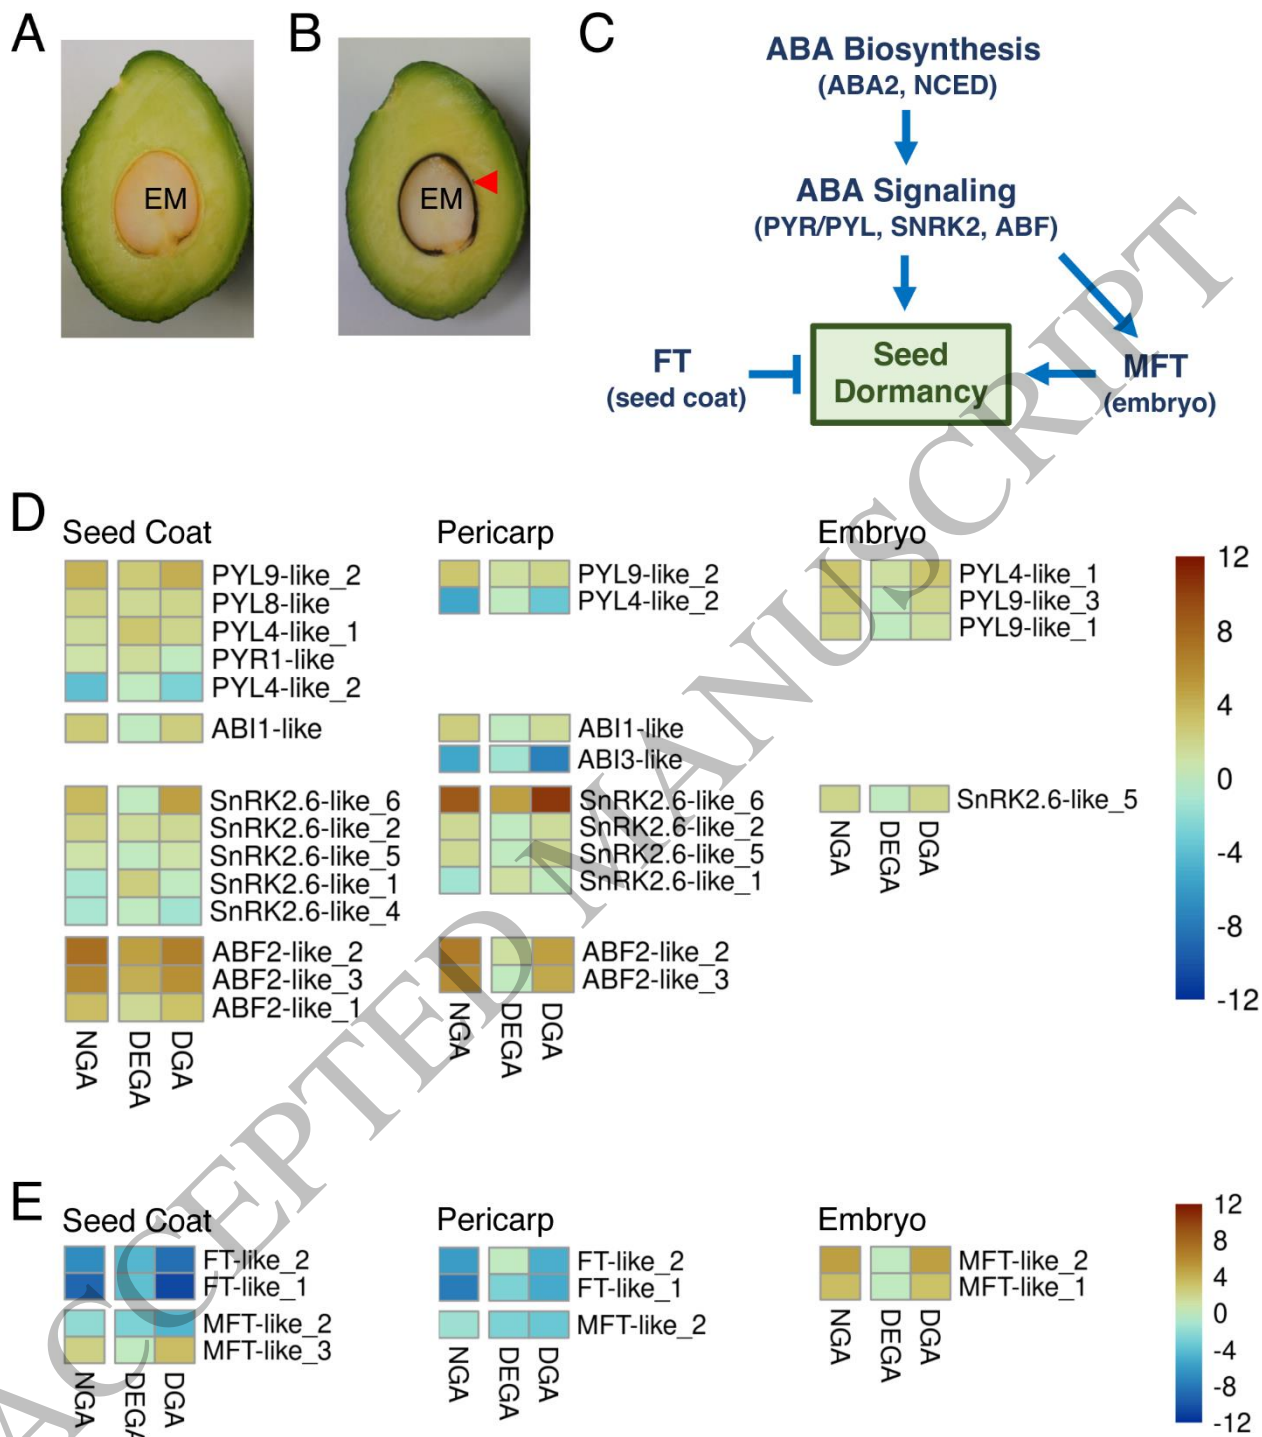 A
B
C
EM
EM
ABA Biosynthesis
(ABA2, NCED)
ABA Signaling
(PYR/PYL, SNRK2, ABF)
FT
(seed coat)
Seed
Dormancy
MFT
(embryo)
D
Seed Coat
PYL9-like_2
PYL8-like
PYL4-like_1
PYR1-like
PYL4-like_2
ABI1-like
SnRK2.6-like_6
SnRK2.6-like_2
SnRK2.6-like_5
SnRK2.6-like_1
SnRK2.6-like_4
ABF2-like_2
ABF2-like_3
ABF2-like_1
NGA
DEGA
DGA
Pericarp
PYL9-like_2
PYL4-like_2
ABI1-like
ABI3-like
SnRK2.6-like_6
SnRK2.6-like_2
SnRK2.6-like_5
SnRK2.6-like_1
ABF2-like_2
ABF2-like_3
NGA
DEGA
DGA
Embryo
PYL4-like_1
PYL9-like_3
PYL9-like_1
SnRK2.6-like_5
NGA
DEGA
DGA
12
8
4
0
-4
-8
-12
E
Seed Coat
FT-like_2
FT-like_1
MFT-like_2
MFT-like_3
NGA
DEGA
DGA
Pericarp
FT-like_2
FT-like_1
MFT-like_2
NGA
DEGA
DGA
Embryo
MFT-like_2
MFT-like_1
NGA
DEGA
DGA
12
8
4
0
-4
-8
-12
ACCEPTED MANUSCRIPT